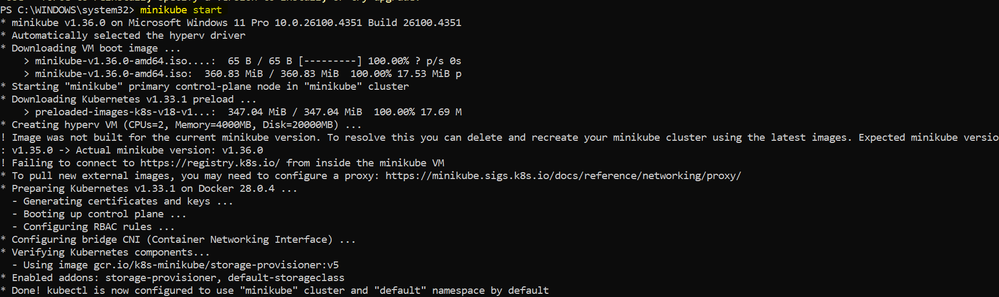 PS C:\WINDOWS\system32> minikube start
* minikube v1.36.0 on Microsoft Windows 11 Pro 10.0.26100.4351 Build 26100.4351
* Automatically selected the hyperv driver
* Downloading VM boot image ...
    > minikube-v1.36.0-amd64.iso....:  65 B / 65 B [---------] 100.00% ? p/s 0s
    > minikube-v1.36.0-amd64.iso:  360.83 MiB / 360.83 MiB  100.00% 17.53 MiB p
* Starting "minikube" primary control-plane node in "minikube" cluster
* Downloading Kubernetes v1.33.1 preload ...
    > preloaded-images-k8s-v18-v1...:  347.04 MiB / 347.04 MiB  100.00% 17.69 M
* Creating hyperv VM (CPUs=2, Memory=4000MB, Disk=20000MB) ...
! Image was not built for the current minikube version. To resolve this you can delete and recreate your minikube cluster using the latest images. Expected minikube versio
: v1.35.0 -> Actual minikube version: v1.36.0
! Failing to connect to https://registry.k8s.io/ from inside the minikube VM
* To pull new external images, you may need to configure a proxy: https://minikube.sigs.k8s.io/docs/reference/networking/proxy/
* Preparing Kubernetes v1.33.1 on Docker 28.0.4 ...
  - Generating certificates and keys ...
  - Booting up control plane ...
  - Configuring RBAC rules ...
* Configuring bridge CNI (Container Networking Interface) ...
* Verifying Kubernetes components...
  - Using image gcr.io/k8s-minikube/storage-provisioner:v5
* Enabled addons: storage-provisioner, default-storageclass
* Done! kubectl is now configured to use "minikube" cluster and "default" namespace by default